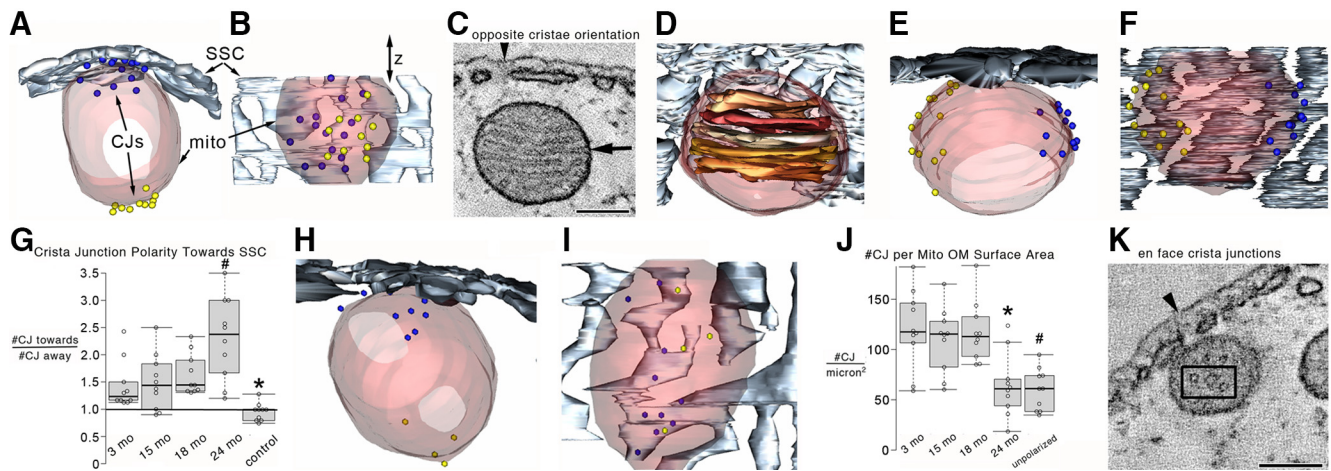 A
B
C
D
E
F
opposite cristae orientation
SSC
z
CJs
mito
G
Crista Junction Polarity Towards SSC
#CJ towards
#CJ away
3.5
3.0
2.5
2.0
1.5
1.0
0.5
0
#
*
3 mo
15 mo
18 mo
24 mo
control
H
I
J
#CJ per Mito OM Surface Area
#CJ
micron²
150
100
50
0
*
#
3 mo
15 mo
18 mo
24 mo
unpolarized
K
en face crista junctions